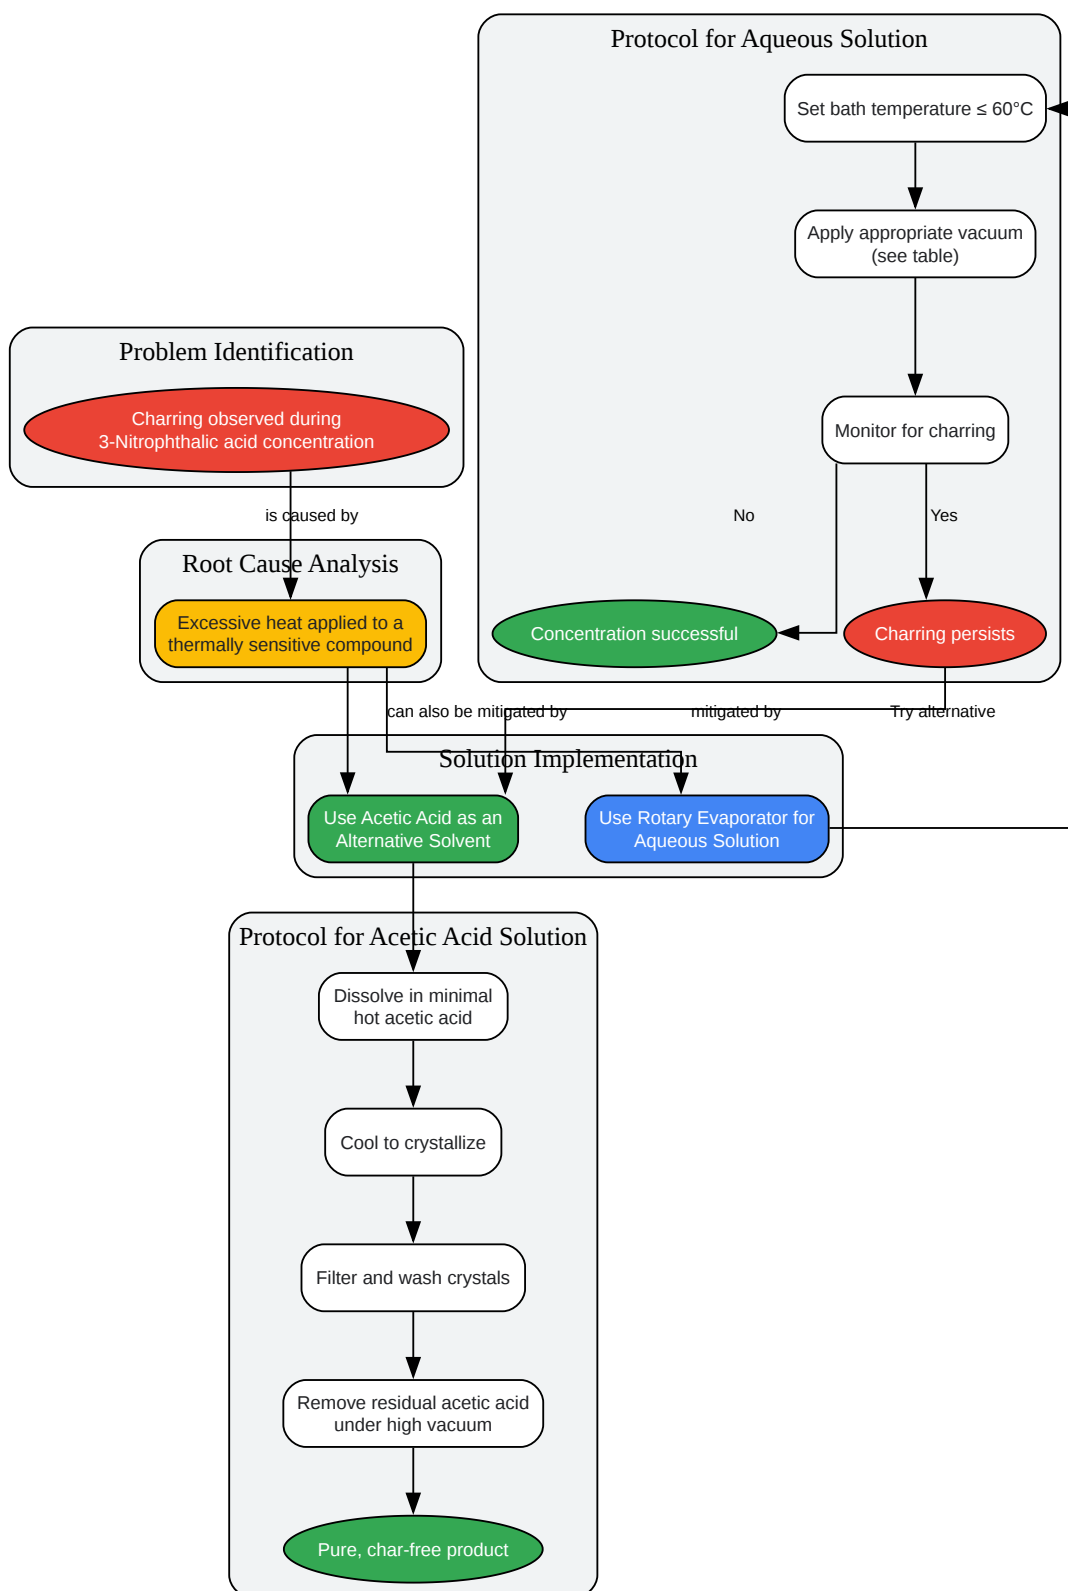 Protocol for Aqueous Solution
Set bath temperature ≤ 60°C
Apply appropriate vacuum
(see table)
Problem Identification
Charring observed during
3-Nitrophthalic acid concentration
Monitor for charring
is caused by
No
Yes
Root Cause Analysis
Excessive heat applied to a
thermally sensitive compound
Concentration successful
Charring persists
can also be mitigated by
mitigated by
Try alternative
Solution Implementation
Use Acetic Acid as an
Alternative Solvent
Use Rotary Evaporator for
Aqueous Solution
Protocol for Acetic Acid Solution
Dissolve in minimal
hot acetic acid
Cool to crystallize
Filter and wash crystals
Remove residual acetic acid
under high vacuum
Pure, char-free product